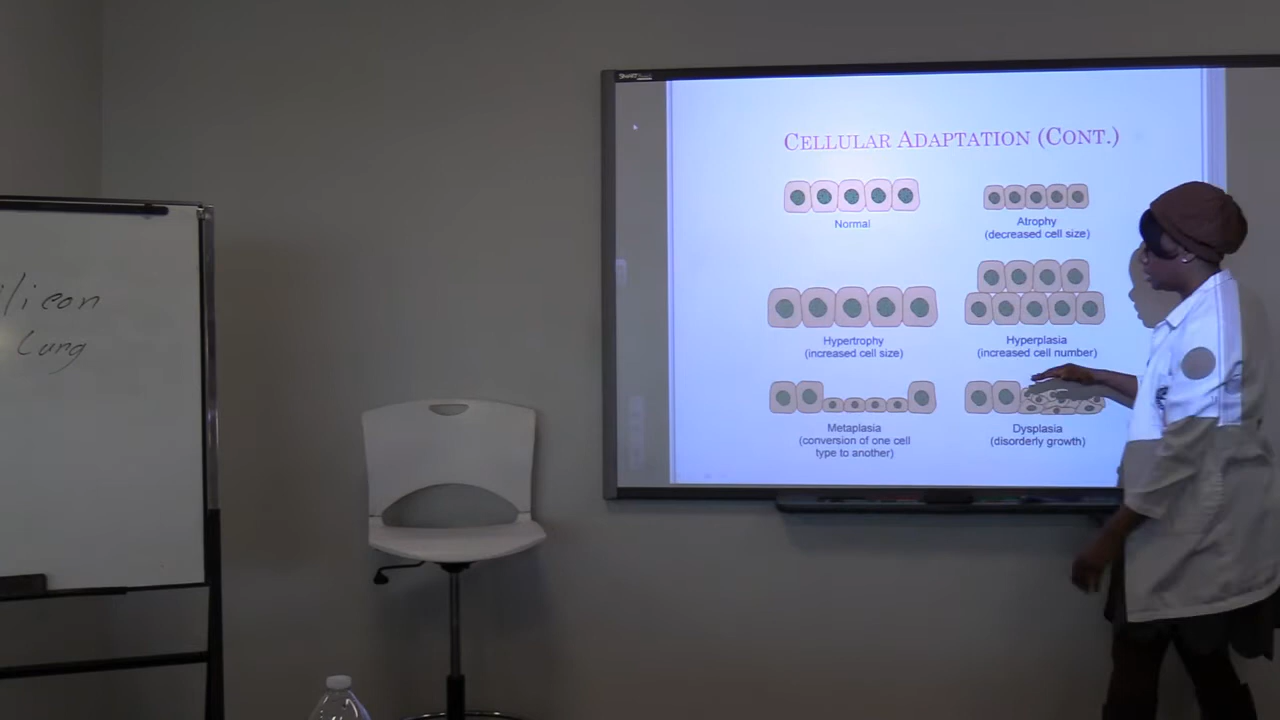 Lung
CELLULAR ADAPTATION (CONT.)
Normal
Atrophy
(decreased cell size)
Hypertrophy
(increased cell size)
Hyperplasia
(increased cell number)
Metaplasia
(conversion of one cell
type to another)
Dysplasia
(disorderly growth)